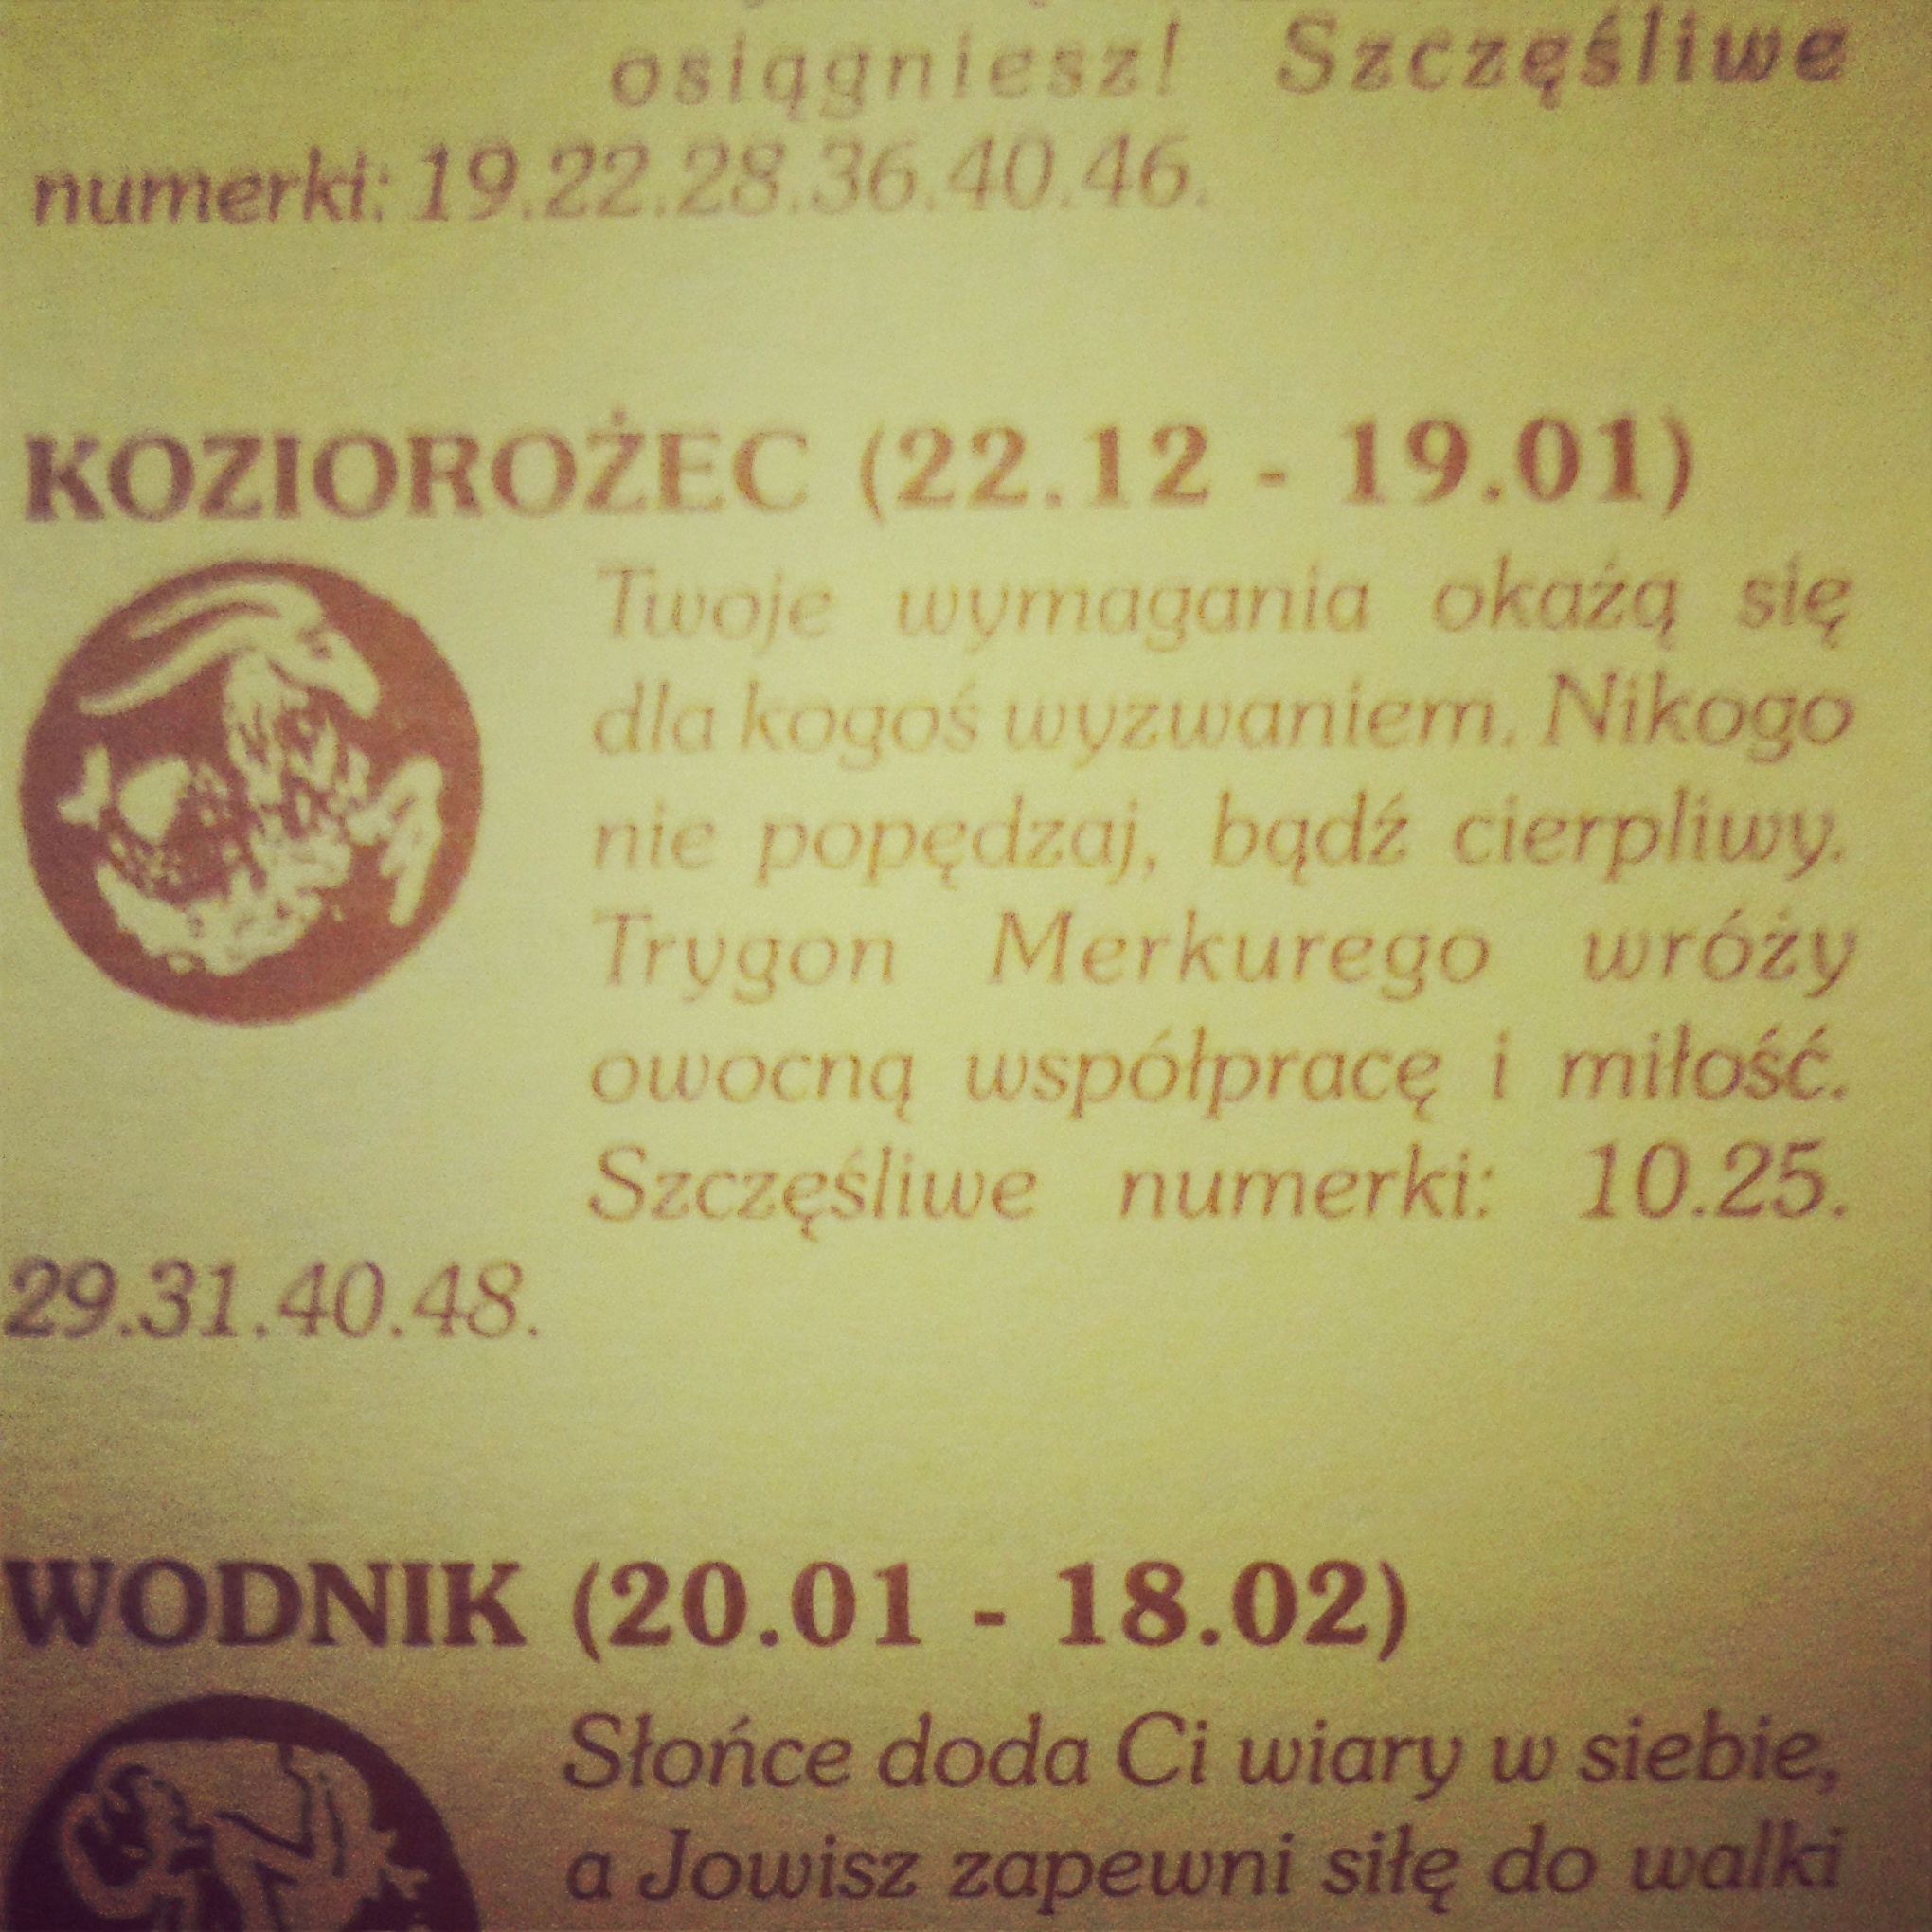 osiągniesz! Szczęśliwe
numerki: 19.22.28.36.40.46.
KOZIOROŻEC (22.12 - 19.01)
Twoje wymagania okażą się
dla kogoś wyzwaniem. Nikogo
nie popędzaj, bądź cierpliwy.
Trygon Merkurego wróży
owocną współpracę i miłość.
Szczęśliwe numerki: 10.25.
29.31.40.48.
WODNIK (20.01 - 18.02)
Słońce doda Ci wiary w siebie,
a Jowisz zapewni siłę do walki